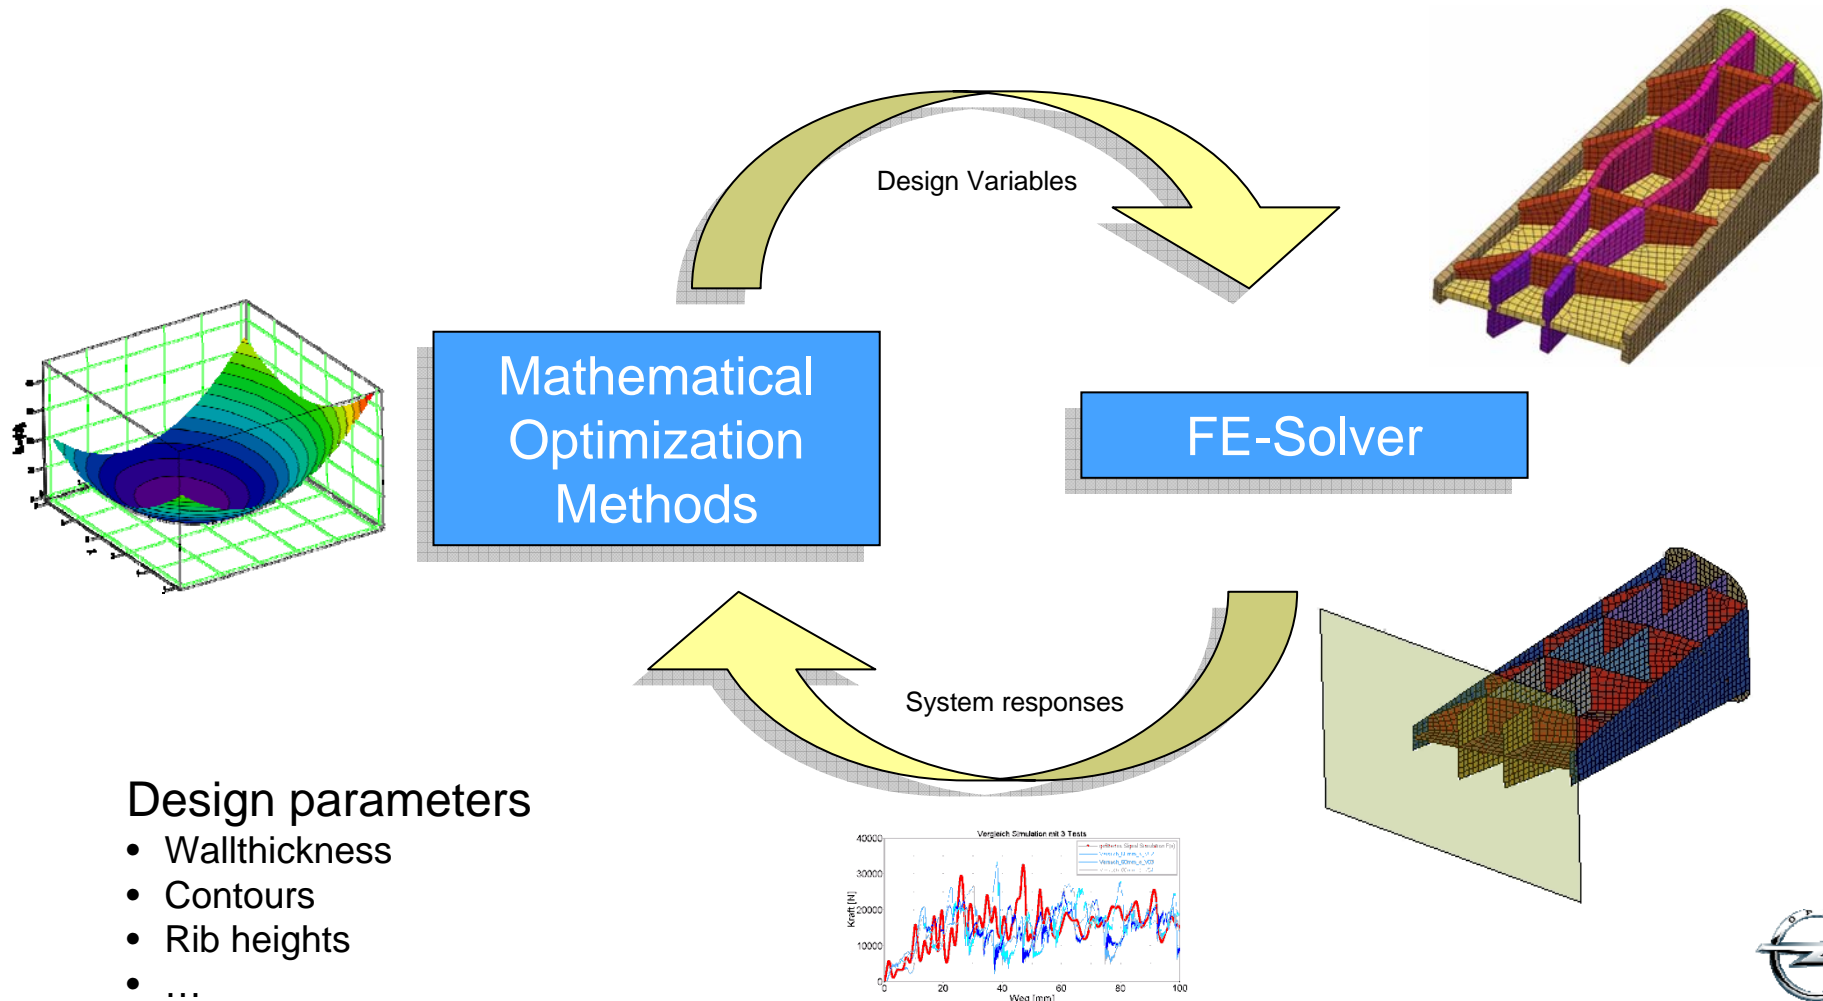 Design Variables
Mathematical
Optimization
Methods
FE-Solver
System responses
Design parameters
• Wallthickness
• Contours
• Rib heights
• ...
Vergleich Simulation mit 3 Tests
Kraft [N]
40000
30000
20000
10000
0
0 20 40 60 80 100
Weg [mm]